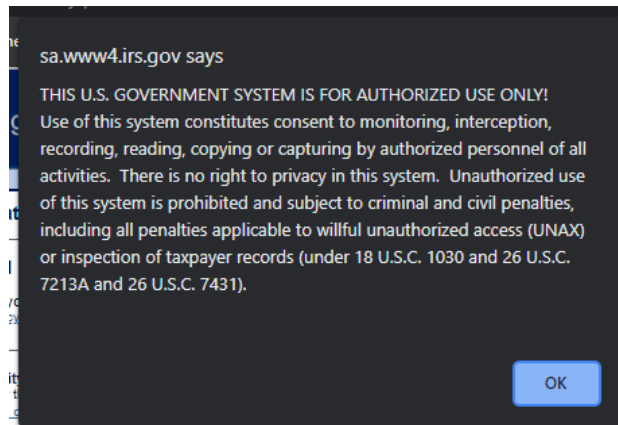 sa.www4.irs.gov says
THIS U.S. GOVERNMENT SYSTEM IS FOR AUTHORIZED USE ONLY!
Use of this system constitutes consent to monitoring, interception,
recording, reading, copying or capturing by authorized personnel of all
activities.  There is no right to privacy in this system.  Unauthorized use
of this system is prohibited and subject to criminal and civil penalties,
including all penalties applicable to willful unauthorized access (UNAX)
or inspection of taxpayer records (under 18 U.S.C. 1030 and 26 U.S.C.
7213A and 26 U.S.C. 7431).
OK